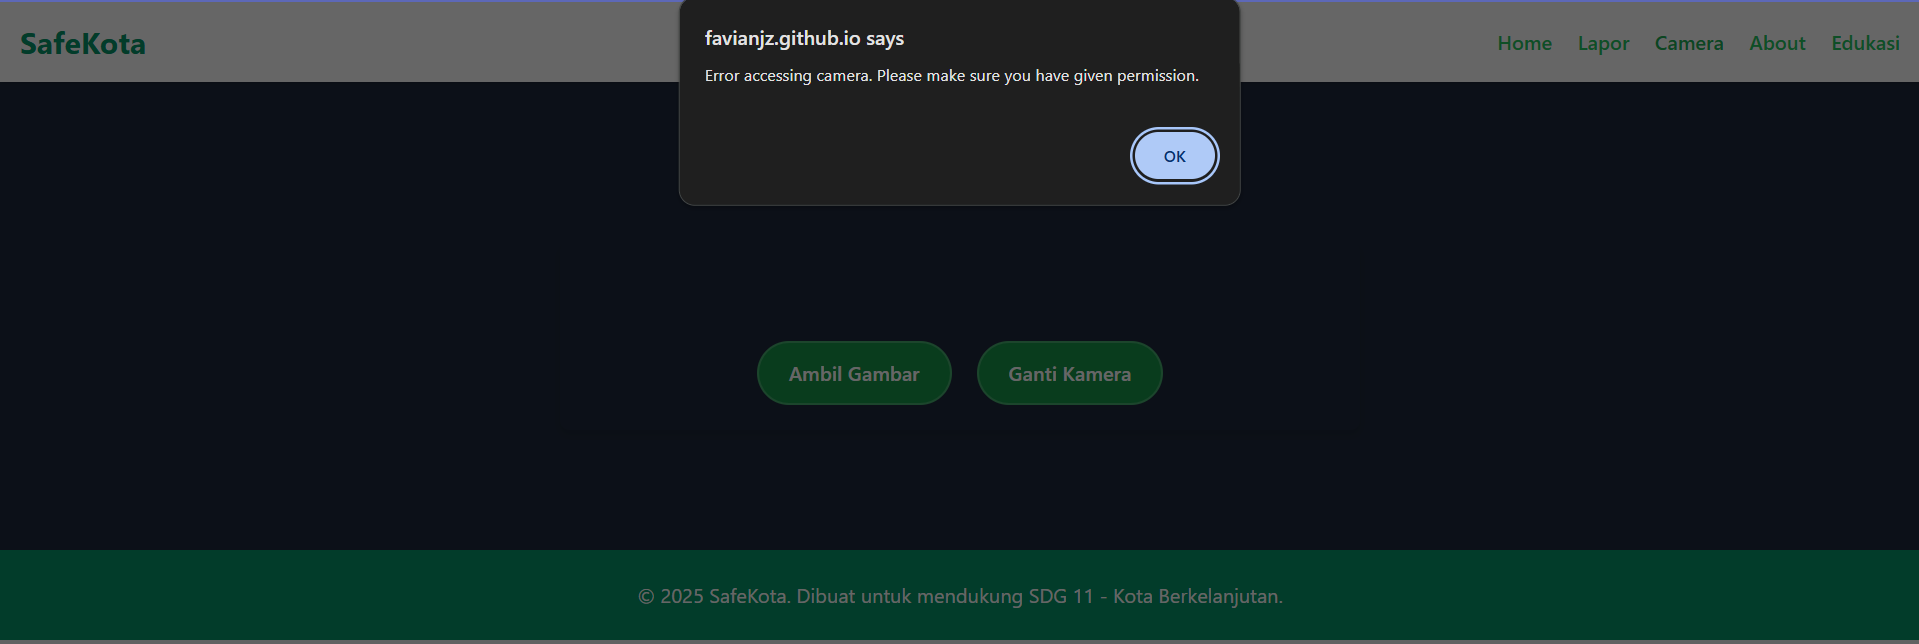 SafeKota
Home Lapor Camera About Edukasi
favianjz.github.io says
Error accessing camera. Please make sure you have given permission.
OK
Ambil Gambar Ganti Kamera
© 2025 SafeKota. Dibuat untuk mendukung SDG 11 - Kota Berkelanjutan.